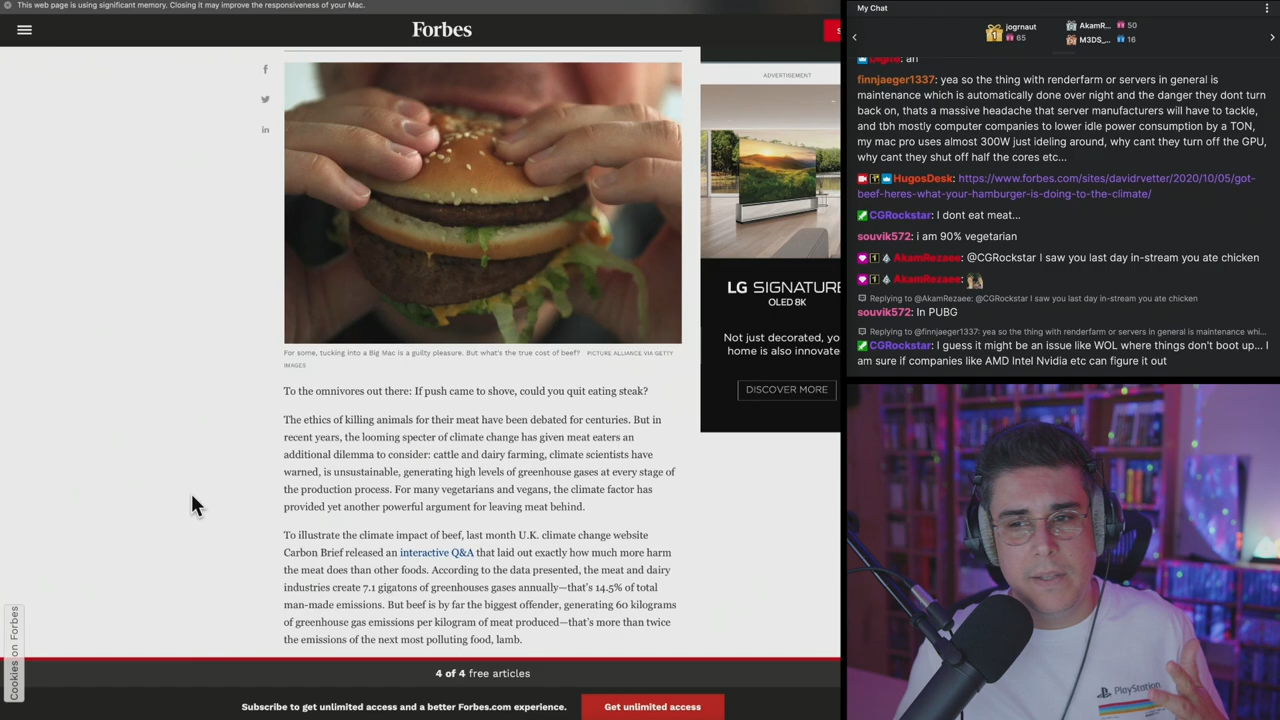 This web page is using significant memory. Closing it may improve the responsiveness of your Mac.
Forbes
For some, tucking into a Big Mac is a guilty pleasure. But what's the true cost of beef? PICTURE ALLIANCE VIA GETTY
IMAGES
To the omnivores out there: If push came to shove, could you quit eating steak?
The ethics of killing animals for their meat have been debated for centuries. But in
recent years, the looming specter of climate change has given meat eaters an
additional dilemma to consider: cattle and dairy farming, climate scientists have
warned, is unsustainable, generating high levels of greenhouse gases at every stage of
the production process. For many vegetarians and vegans, the climate factor has
provided yet another powerful argument for leaving meat behind.
To illustrate the climate impact of beef, last month U.K. climate change website
Carbon Brief released an interactive Q&A that laid out exactly how much more harm
the meat does than other foods. According to the data presented, the meat and dairy
industries create 7.1 gigatons of greenhouses gases annually—that's 14.5% of total
man-made emissions. But beef is by far the biggest offender, generating 60 kilograms
of greenhouse gas emissions per kilogram of meat produced—that's more than twice
the emissions of the next most polluting food, lamb.
Cookies on Forbes
4 of 4 free articles
Subscribe to get unlimited access and a better Forbes.com experience.
Get unlimited access
ADVERTISEMENT
LG SIGNATURE
OLED 8K
Not just decorated, yo
home is also innovate
DISCOVER MORE
My Chat
1
jogrnaut
65
AkamR...
50
M3DS_...
16
finnjaeger1337: yea so the thing with renderfarm or servers in general is
maintenance which is automatically done over night and the danger they dont turn
back on, thats a massive headache that server manufacturers will have to tackle,
and tbh mostly computer companies to lower idle power consumption by a TON,
my mac pro uses almost 300W just ideling around, why cant they turn off the GPU,
why cant they shut off half the cores etc...
HugosDesk: https://www.forbes.com/sites/davidrvetter/2020/10/05/got-
beef-heres-what-your-hamburger-is-doing-to-the-climate/
CGRockstar: I dont eat meat...
souvik572: i am 90% vegetarian
AkamRezaee: @CGRockstar I saw you last day in-stream you ate chicken
AkamRezaee:
Replying to @AkamRezaee: @CGRockstar I saw you last day in-stream you ate chicken
souvik572: In PUBG
Replying to @finnjaeger1337: yea so the thing with renderfarm or servers in general is maintenance whi...
CGRockstar: I guess it might be an issue like WOL where things don't boot up... I
am sure if companies like AMD Intel Nvidia etc can figure it out
PlayStation